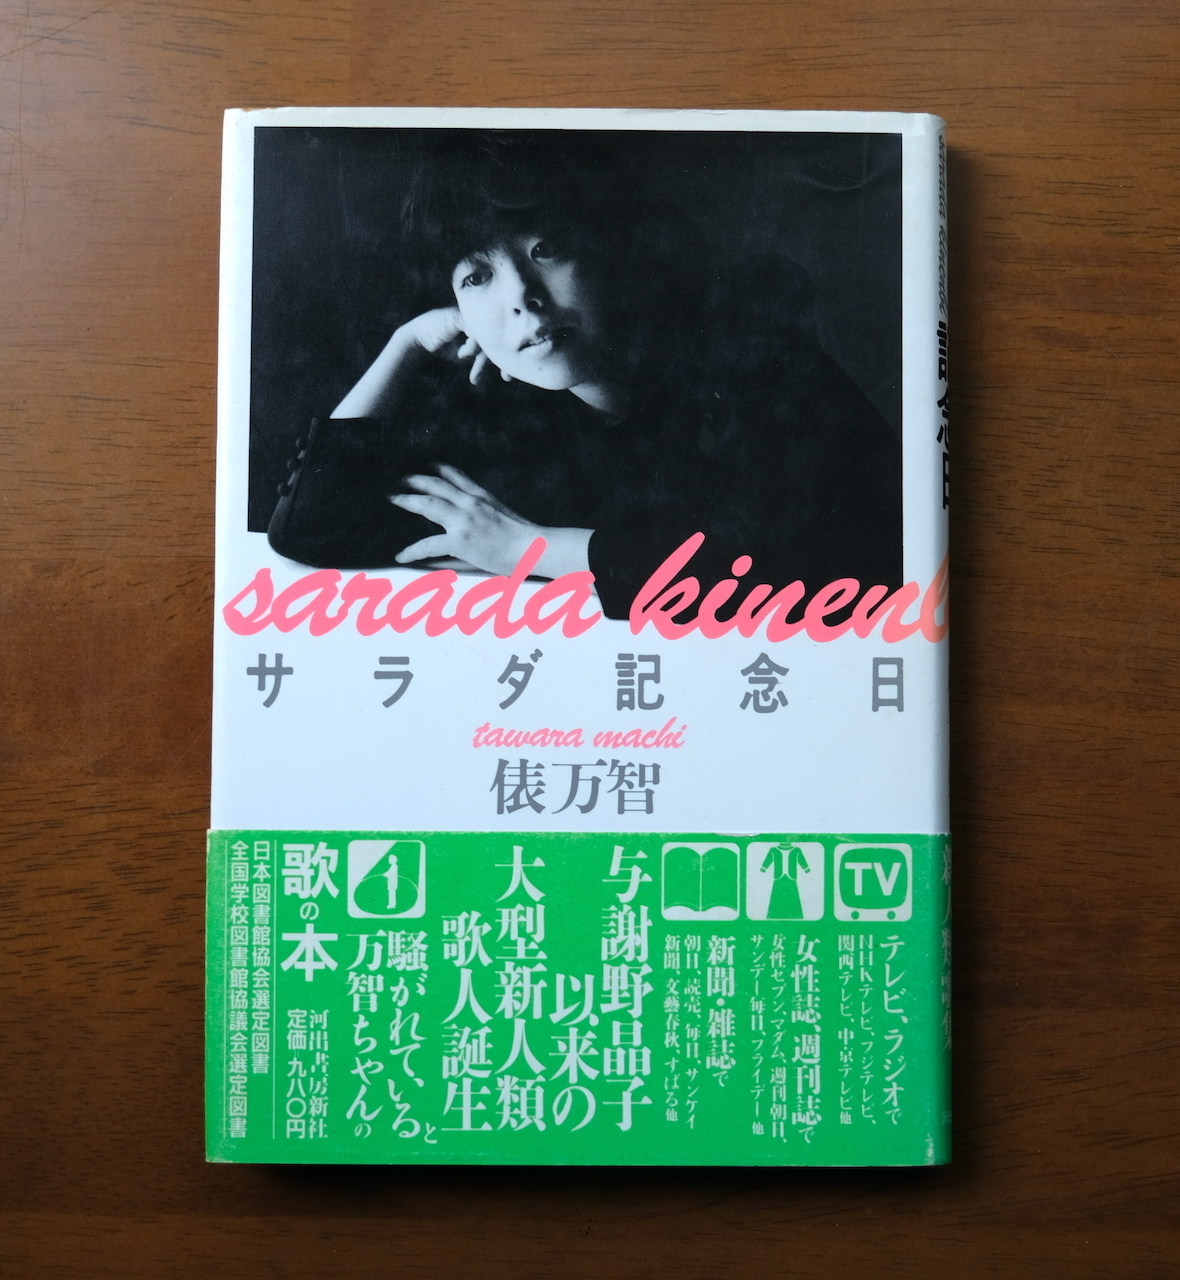 sarada kinenb
サラダ記念日
tawara machi
俵万智
TV
テレビ、ラジオで
NHKテレビ、フジテレビ、
関西テレビ、中京テレビ他
女性誌、週刊誌で
女性セブン、マダム、週刊朝日、
サンデー毎日、フライデー他
新聞・雑誌で
朝日、読売、毎日、サンケイ
新聞、文藝春秋、すばる他
与謝野晶子
以来の
大型新人類
歌人誕生
と
騒がれている
万智ちゃんの
歌の本
河出書房新社
定価=九八〇円
日本図書館協会選定図書
全国学校図書館協議会選定図書
sarada kinenbi
記念日